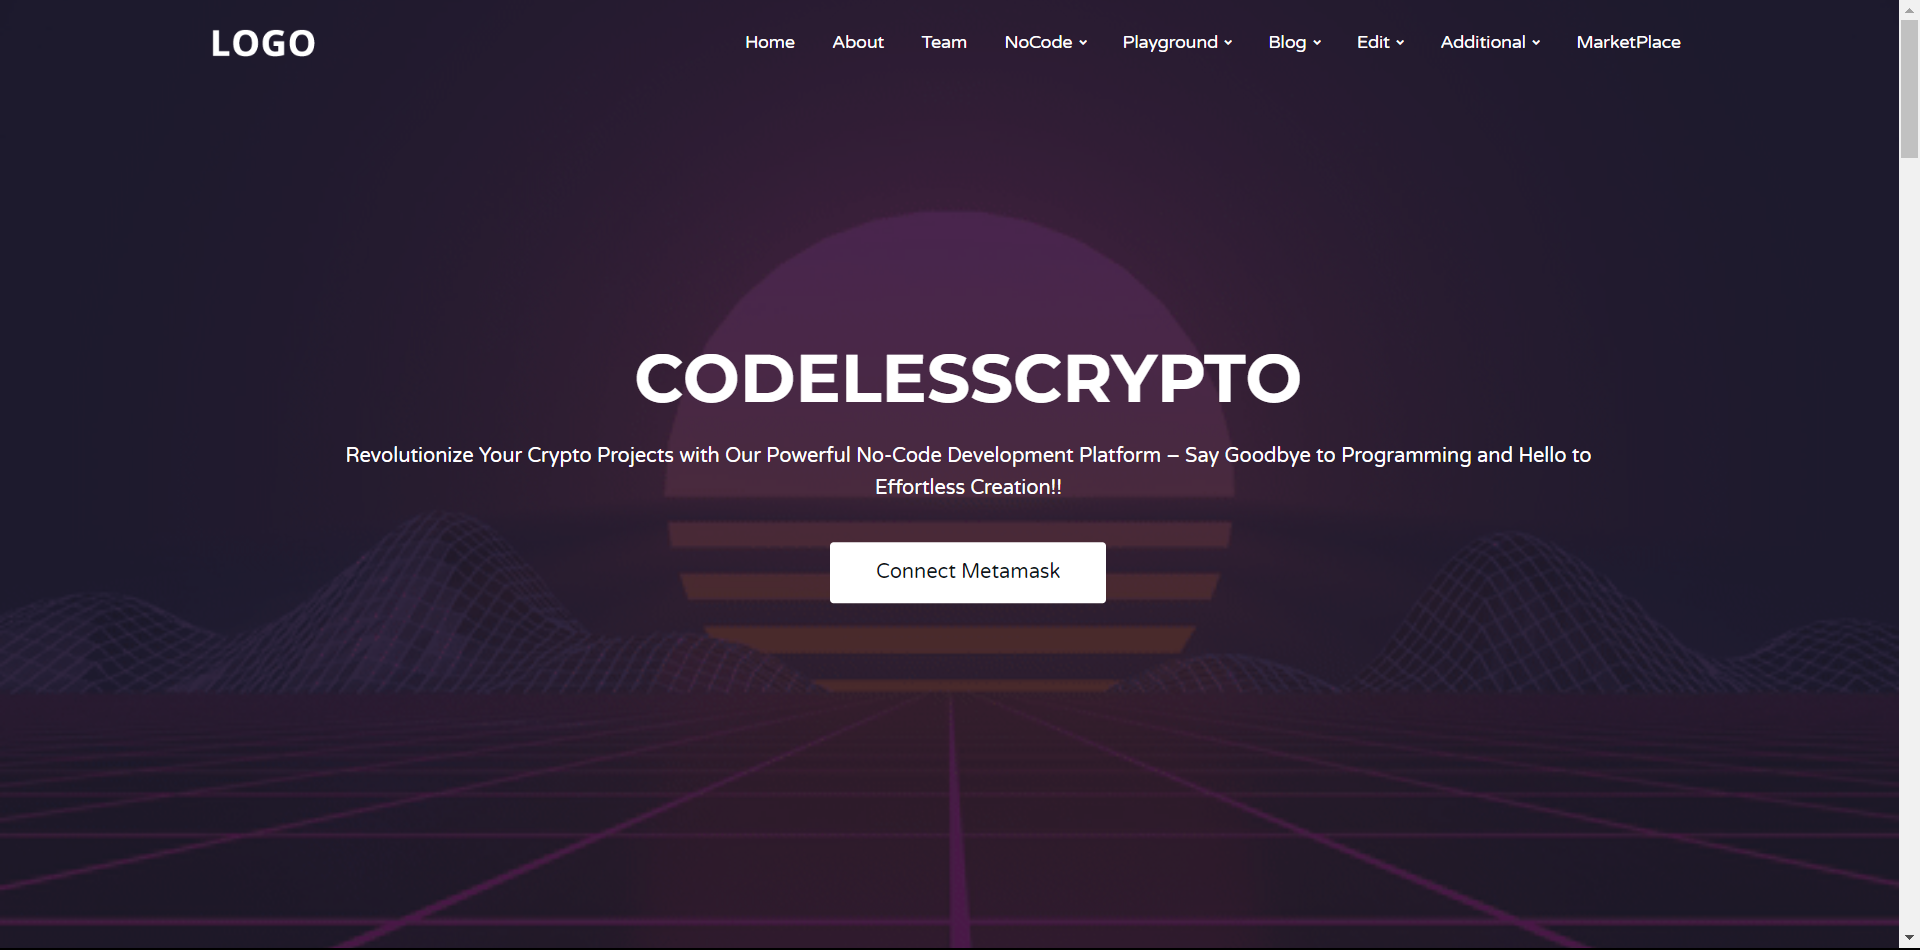 LOGO
Home About Team NoCode Playground Blog Edit Additional MarketPlace
CODELESSCRYPTO
Revolutionize Your Crypto Projects with Our Powerful No-Code Development Platform – Say Goodbye to Programming and Hello to
Effortless Creation!!
Connect Metamask